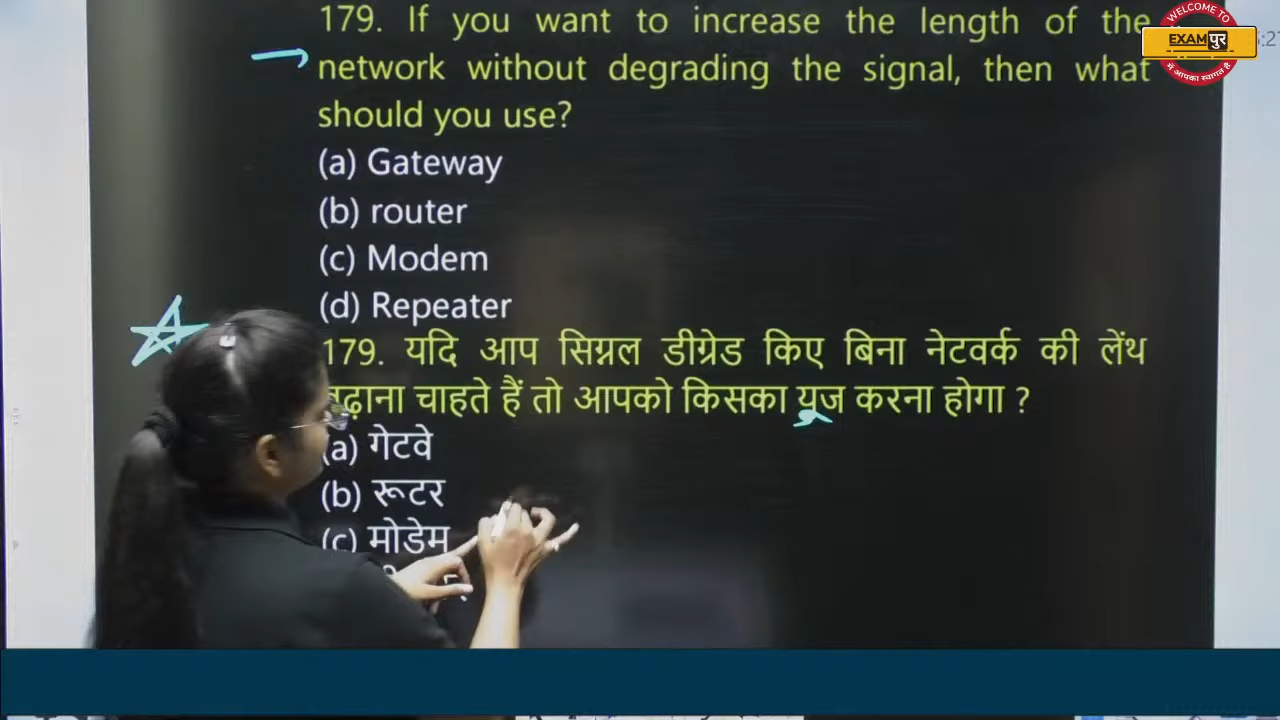 WELCOME TO
EXAMपुर
में आपका स्वागत है
179. If you want to increase the length of the
network without degrading the signal, then what
should you use?
(a) Gateway
(b) router
(c) Modem
(d) Repeater
179. यदि आप सिग्नल डीग्रेड किए बिना नेटवर्क की लेंथ
बढ़ाना चाहते हैं तो आपको किसका यूज करना होगा ?
(a) गेटवे
(b) रूटर
(c) मोडेम